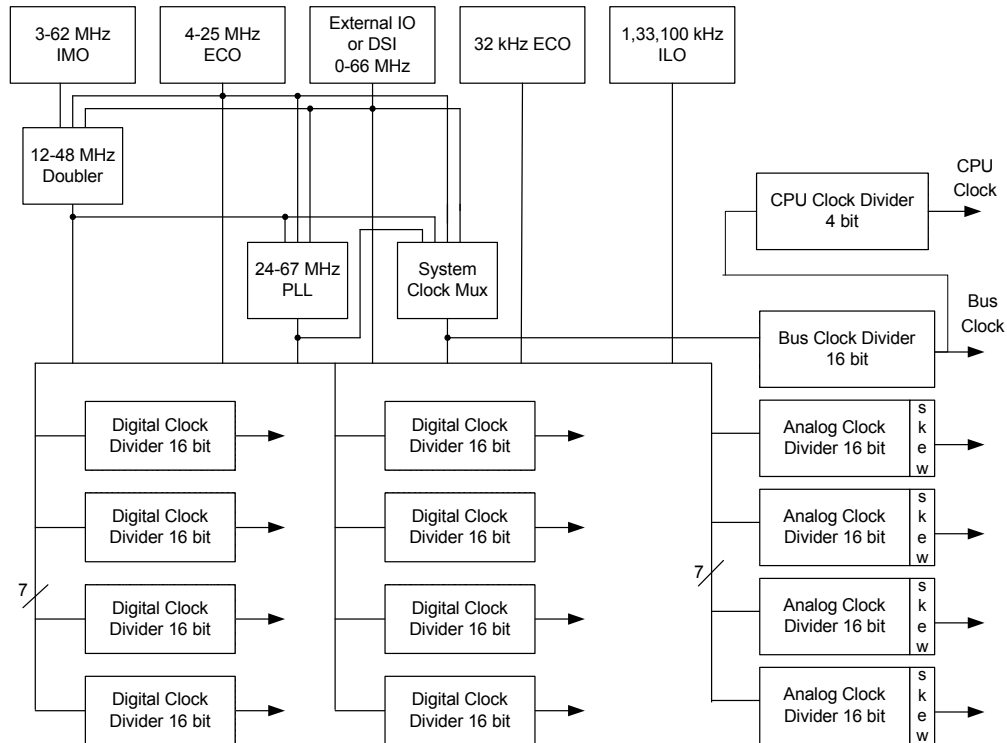 3-62 MHz
IMO
4-25 MHz
ECO
External IO
or DSI
0-66 MHz
32 kHz ECO
1,33,100 kHz
ILO
12-48 MHz
Doubler
CPU
Clock
CPU Clock Divider
4 bit
24-67 MHz
PLL
System
Clock Mux
Bus
Clock
Bus Clock Divider
16 bit
Digital Clock
Divider 16 bit
Digital Clock
Divider 16 bit
Analog Clock
Divider 16 bit
s
k
e
w
Digital Clock
Divider 16 bit
Digital Clock
Divider 16 bit
Analog Clock
Divider 16 bit
s
k
e
w
7
7
Digital Clock
Divider 16 bit
Digital Clock
Divider 16 bit
Analog Clock
Divider 16 bit
s
k
e
w
Digital Clock
Divider 16 bit
Digital Clock
Divider 16 bit
Analog Clock
Divider 16 bit
s
k
e
w